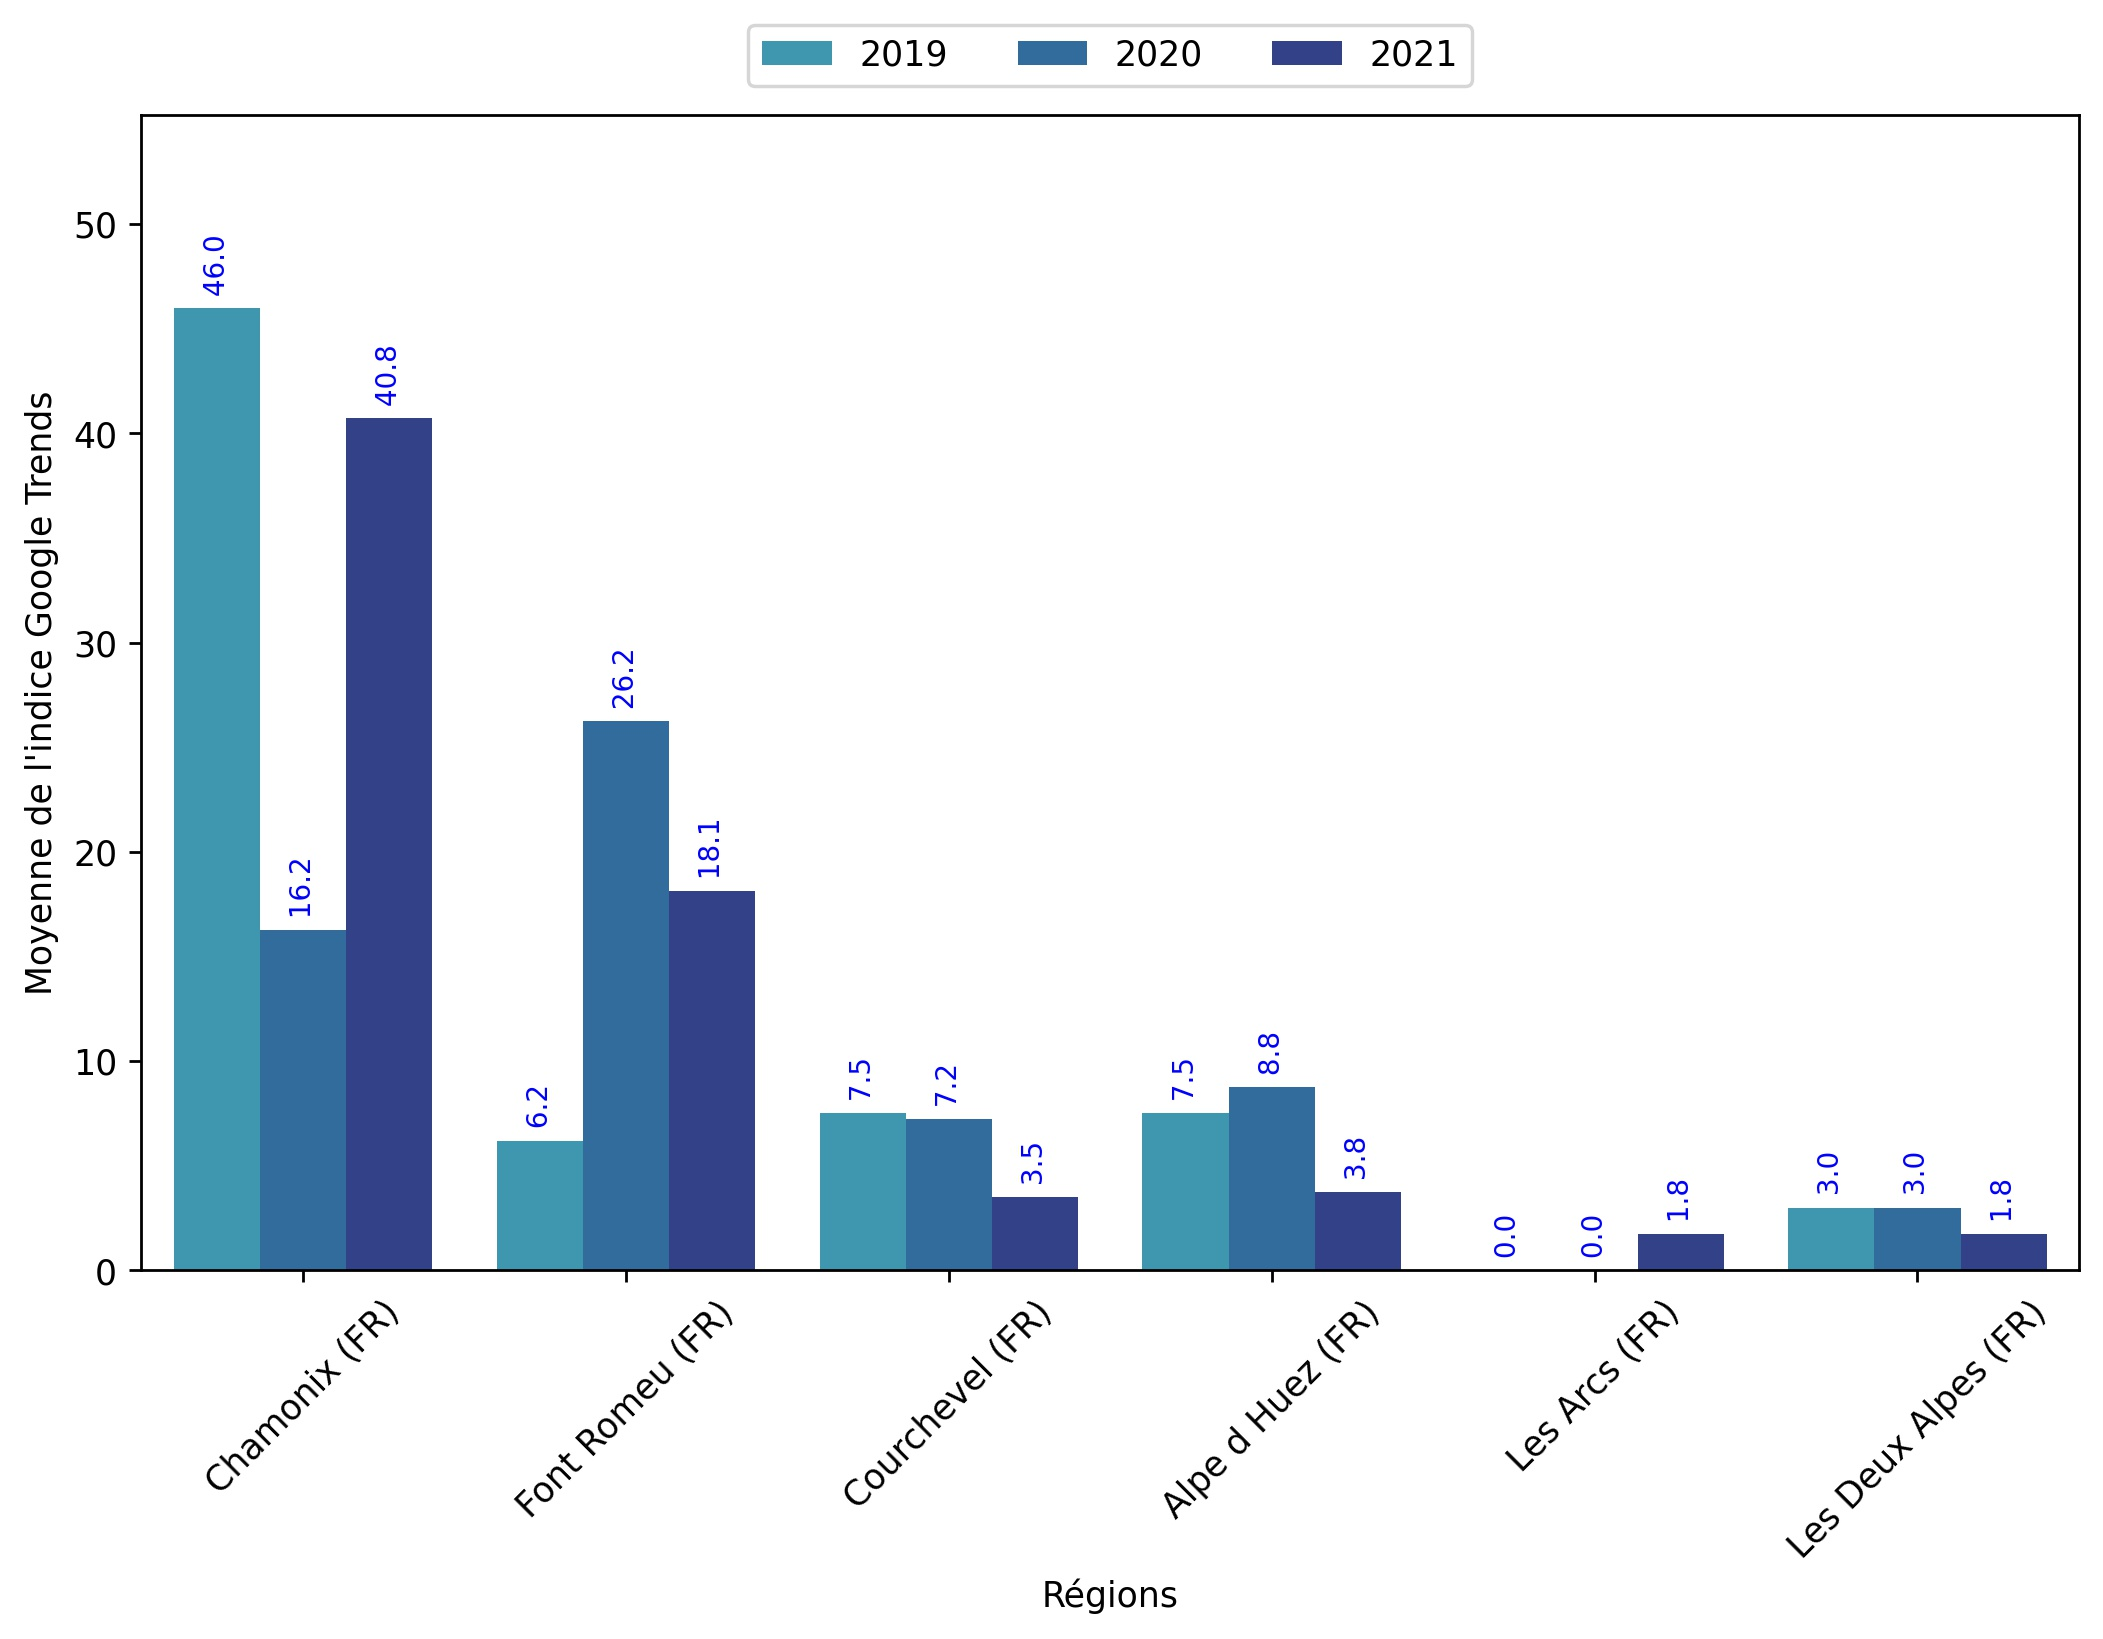 2019 2020 2021
Moyenne de l'indice Google Trends
50
40
30
20
10
0
46.0 16.2 40.8
6.2 26.2 18.1
7.5 7.2 3.5
7.5 8.8 3.8
0.0 0.0 1.8
3.0 3.0 1.8
Chamonix (FR)
Font Romeu (FR)
Courchevel (FR)
Alpe d Huez (FR)
Les Arcs (FR)
Les Deux Alpes (FR)
Régions